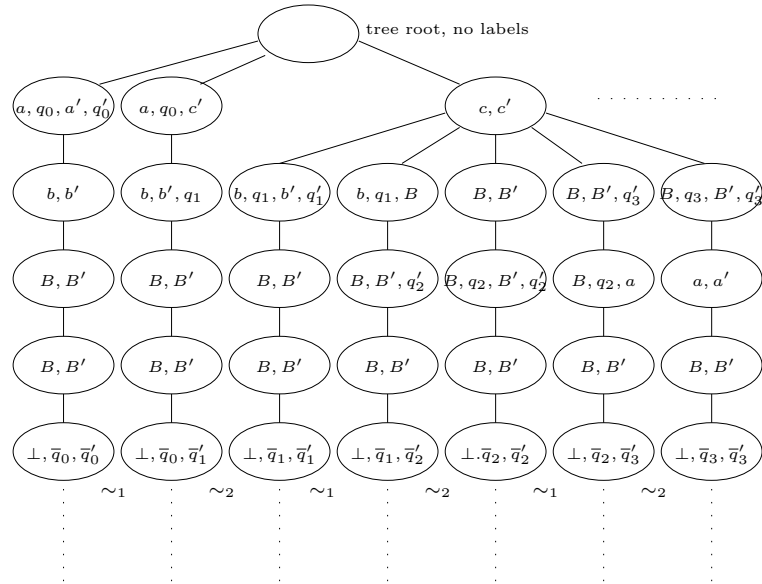 tree root, no labels
a, q₀, a′, q′₀ a, q₀, c′ c, c′ . . . . . . . . . .
b, b′ b, b′, q₁ b, q₁, b′, q′₁ b, q₁, B B, B′ B, B′, q′₃ B, q₃, B′, q′₃
B, B′ B, B′ B, B′ B, B′, q′₂ B, q₂, B′, q′₂ B, q₂, a a, a′
B, B′ B, B′ B, B′ B, B′ B, B′ B, B′ B, B′
⊥, q̅₀, q̅′₀ ⊥, q̅₀, q̅′₁ ⊥, q̅₁, q̅′₁ ⊥, q̅₁, q̅′₂ ⊥.q̅₂, q̅′₂ ⊥, q̅₂, q̅′₃ ⊥, q̅₃, q̅′₃
∼₁ ∼₂ ∼₁ ∼₂ ∼₁ ∼₂